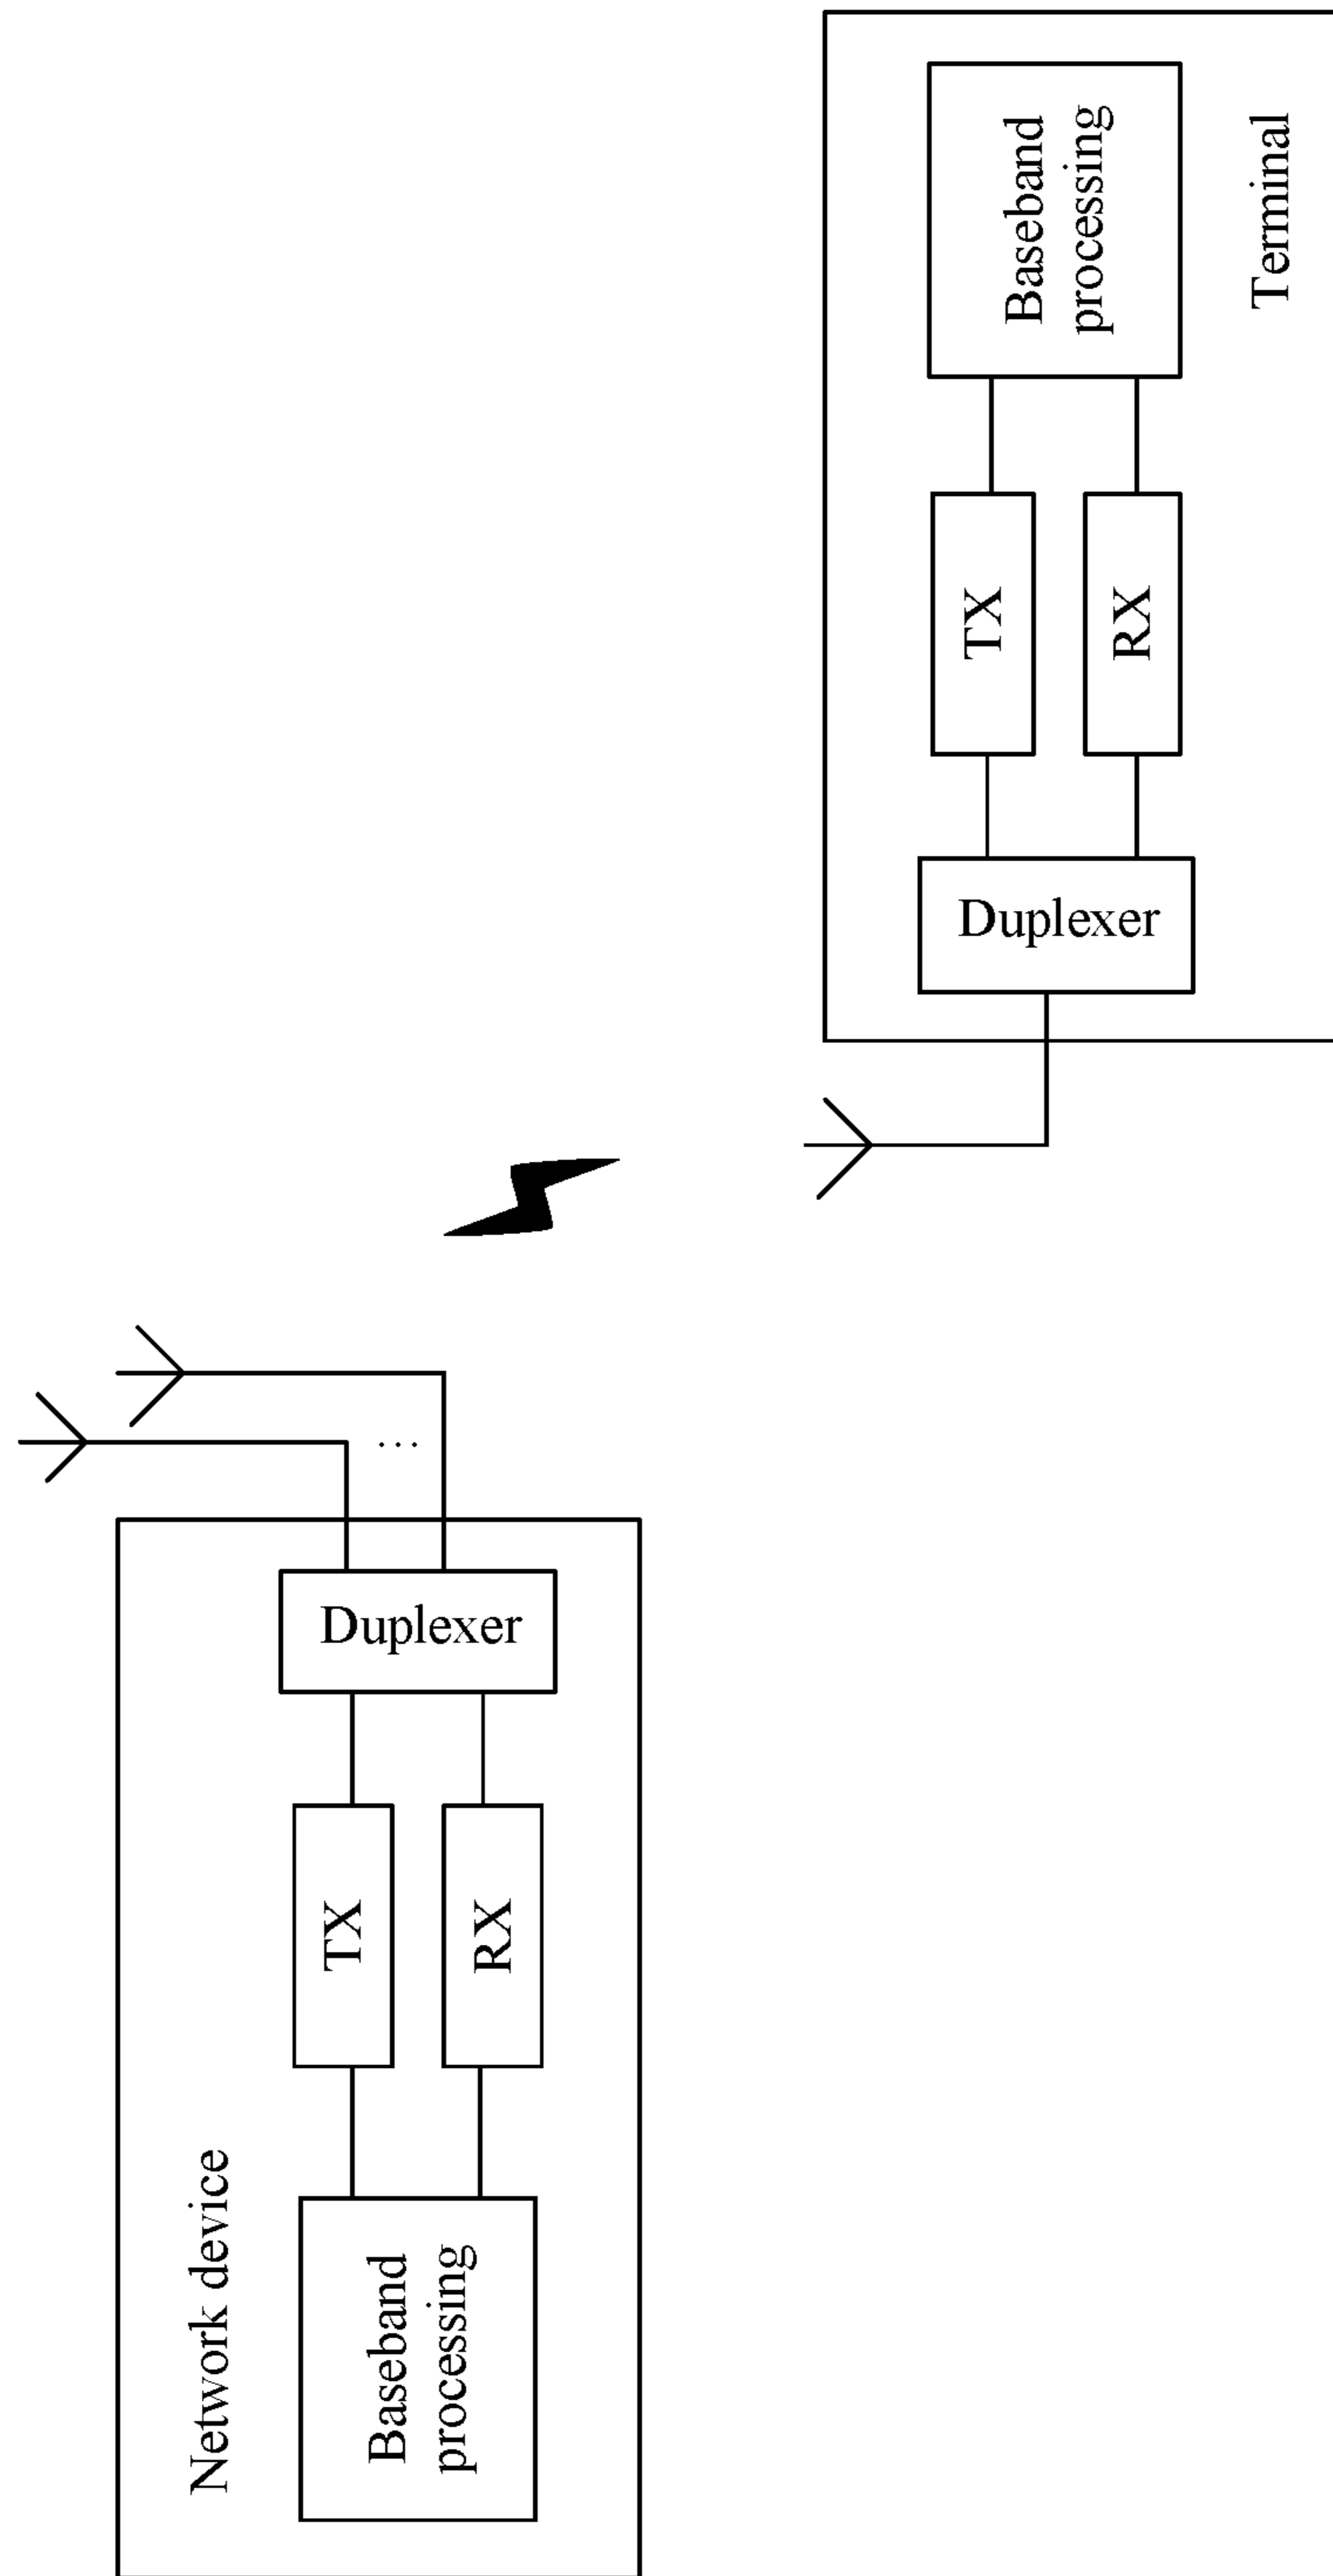 Network device
Baseband
processing
TX
RX
Duplexer
...
Baseband
processing
TX
RX
Duplexer
Terminal